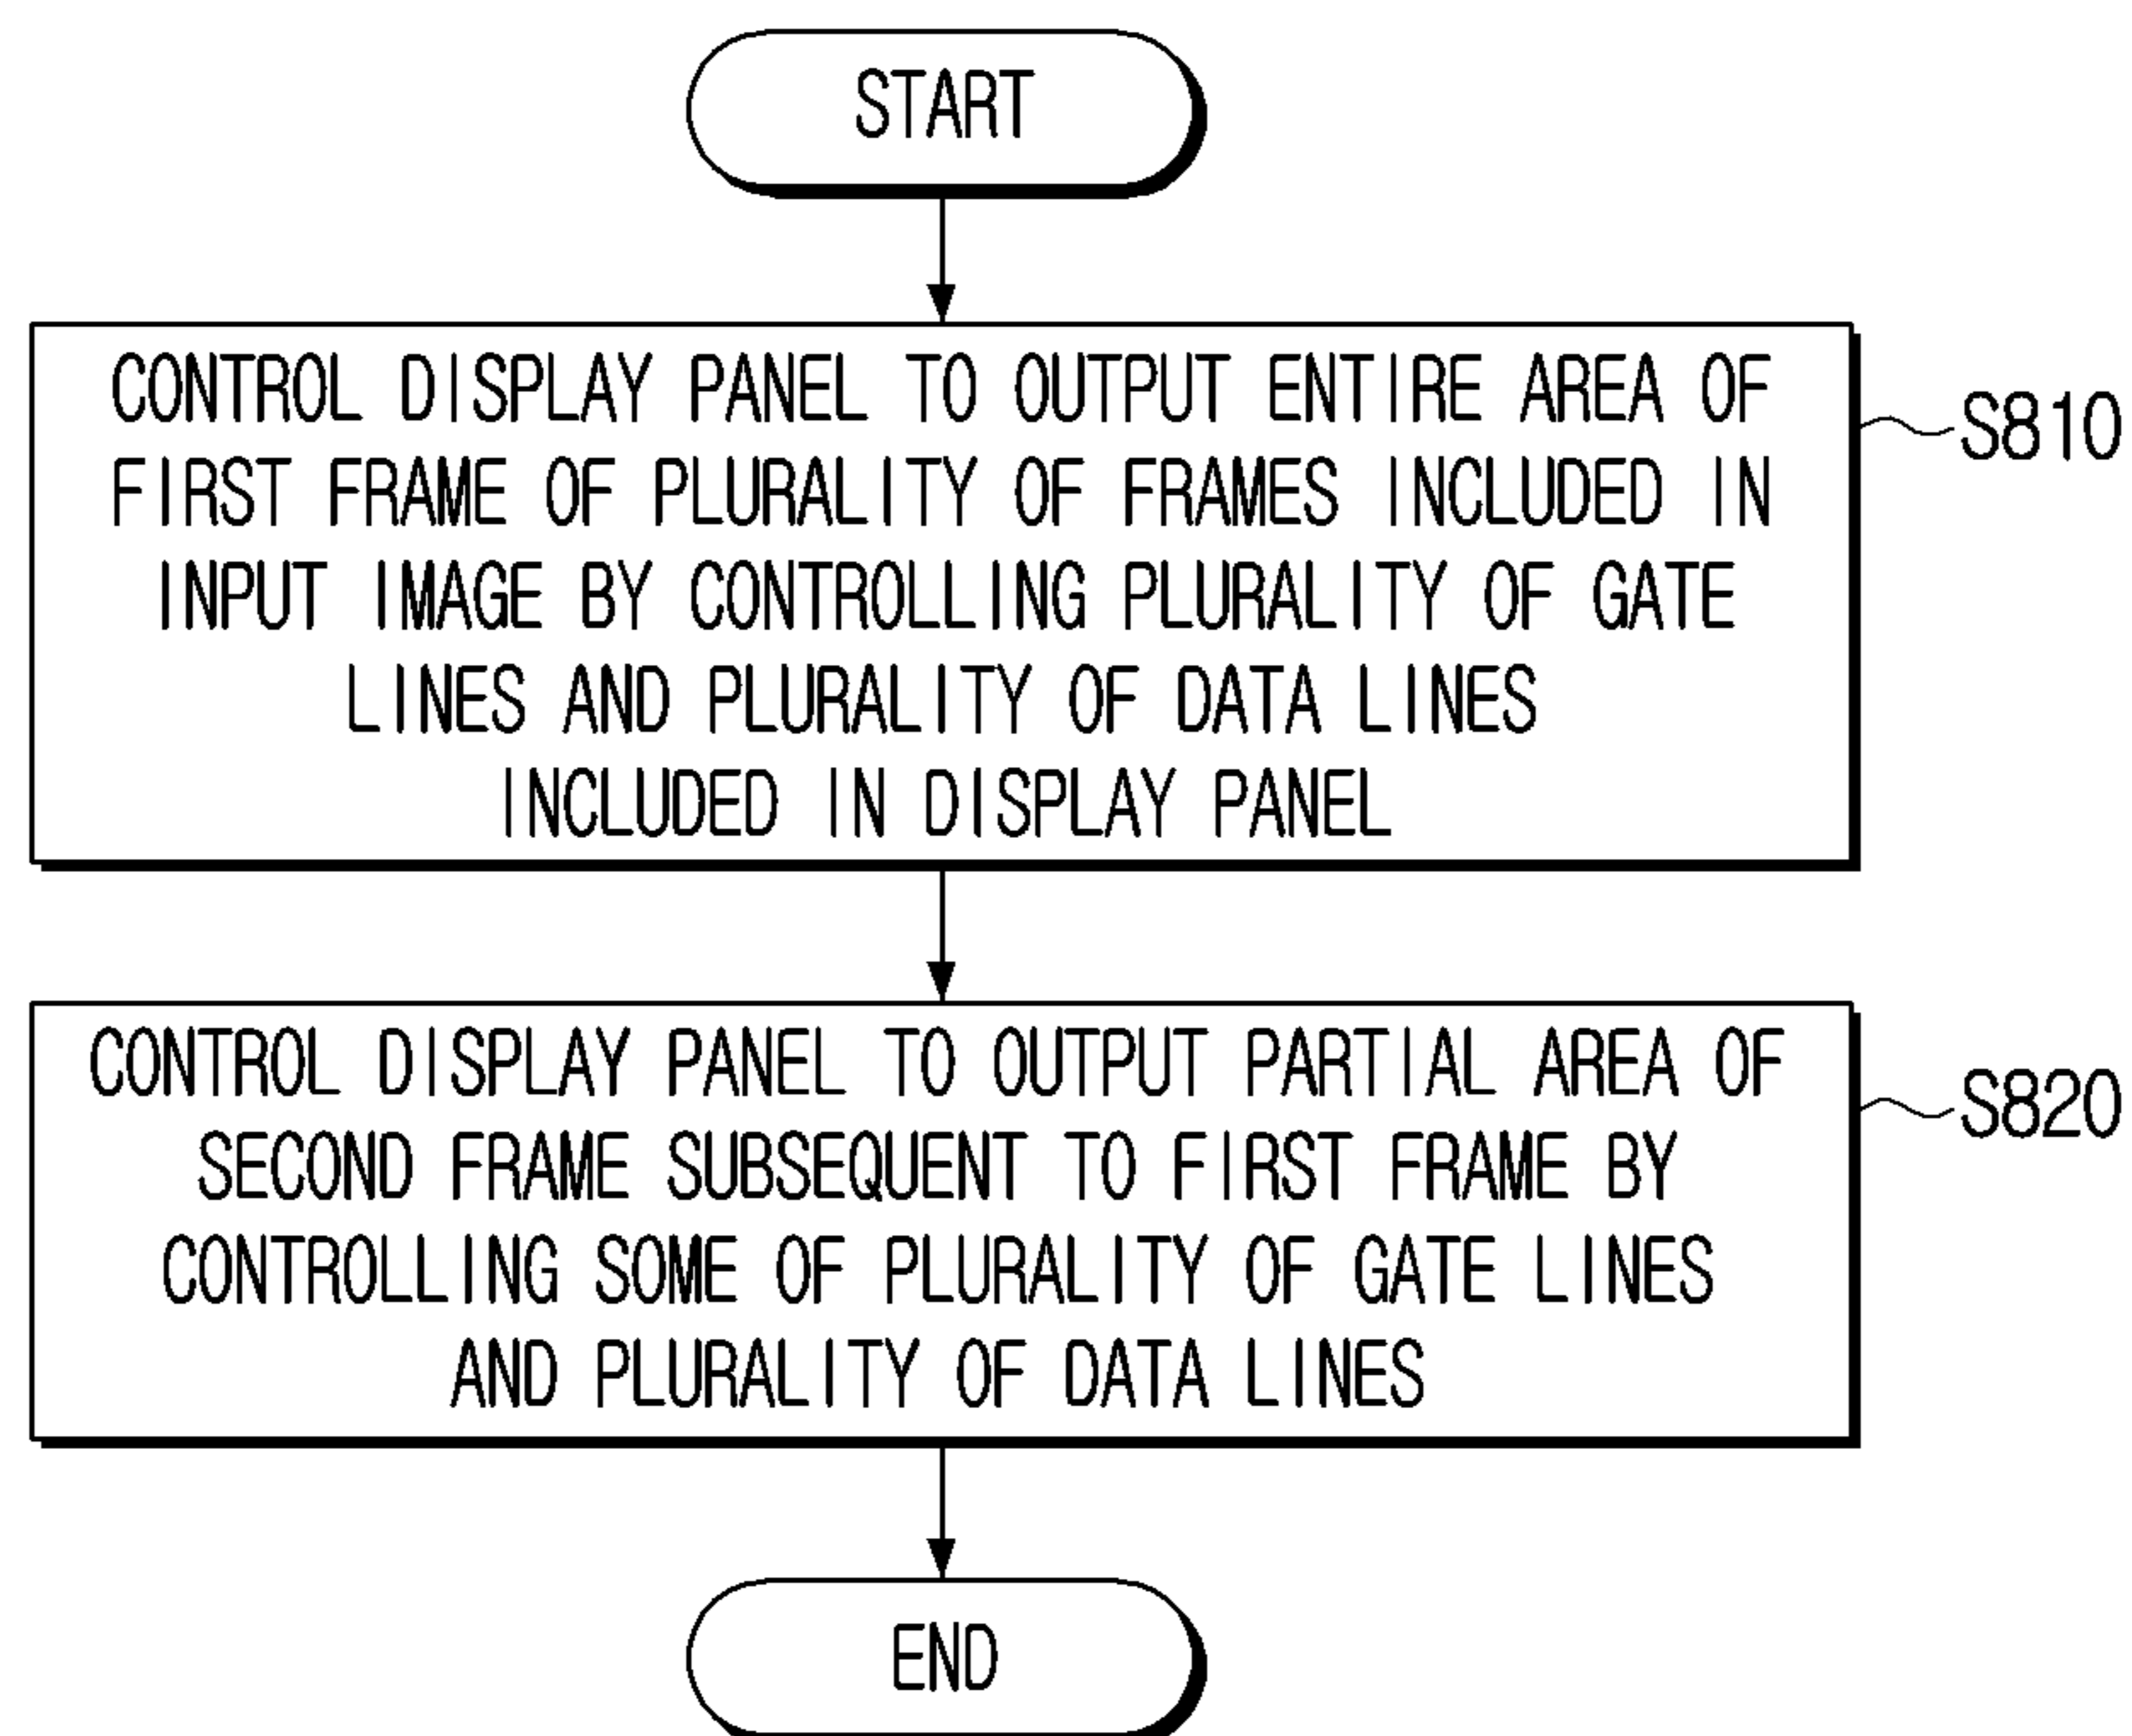 START
CONTROL DISPLAY PANEL TO OUTPUT ENTIRE AREA OF
FIRST FRAME OF PLURALITY OF FRAMES INCLUDED IN
INPUT IMAGE BY CONTROLLING PLURALITY OF GATE
LINES AND PLURALITY OF DATA LINES
INCLUDED IN DISPLAY PANEL
S810
CONTROL DISPLAY PANEL TO OUTPUT PARTIAL AREA OF
SECOND FRAME SUBSEQUENT TO FIRST FRAME BY
CONTROLLING SOME OF PLURALITY OF GATE LINES
AND PLURALITY OF DATA LINES
S820
END